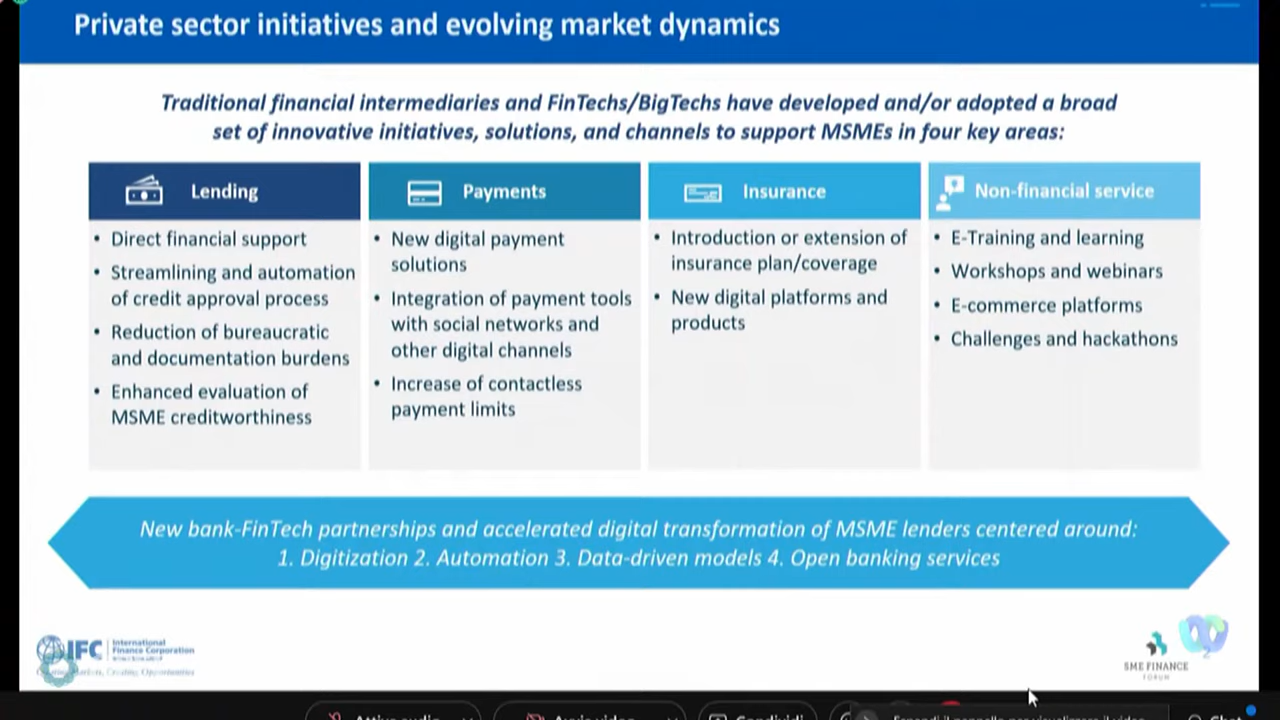 Private sector initiatives and evolving market dynamics
Traditional financial intermediaries and FinTechs/BigTechs have developed and/or adopted a broad
set of innovative initiatives, solutions, and channels to support MSMEs in four key areas:
Lending
• Direct financial support
• Streamlining and automation
of credit approval process
• Reduction of bureaucratic
and documentation burdens
• Enhanced evaluation of
MSME creditworthiness
Payments
• New digital payment
solutions
• Integration of payment tools
with social networks and
other digital channels
• Increase of contactless
payment limits
Insurance
• Introduction or extension of
insurance plan/coverage
• New digital platforms and
products
Non-financial service
• E-Training and learning
• Workshops and webinars
• E-commerce platforms
• Challenges and hackathons
New bank-FinTech partnerships and accelerated digital transformation of MSME lenders centered around:
1. Digitization 2. Automation 3. Data-driven models 4. Open banking services
IFC
International
Finance Corporation
Markets, Creating Opportunities
SME FINANCE
FORUM